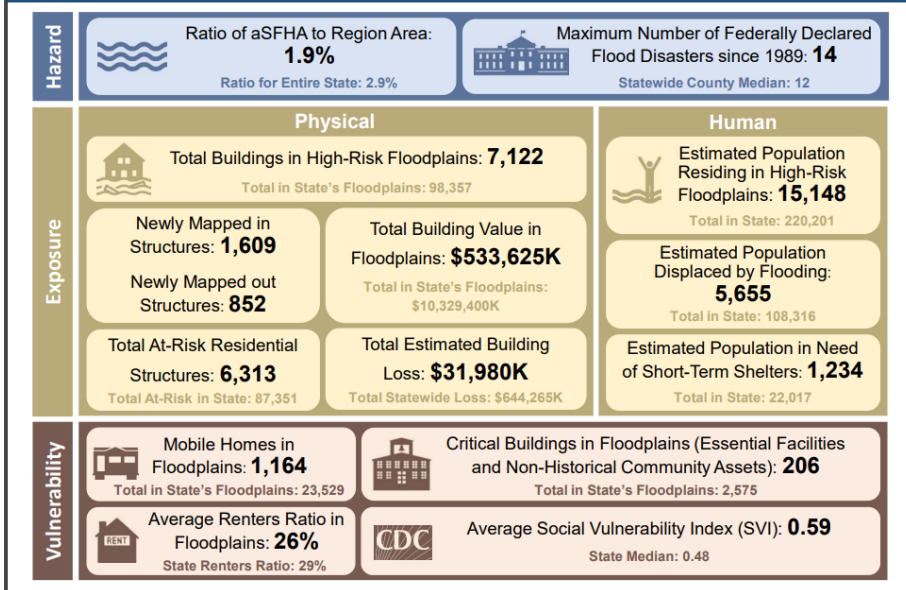 Hazard
Ratio of aSFHA to Region Area:
1.9%
Ratio for Entire State: 2.9%
Maximum Number of Federally Declared
Flood Disasters since 1989: 14
Statewide County Median: 12
Exposure
Physical
Total Buildings in High-Risk Floodplains: 7,122
Total in State's Floodplains: 98,357
Newly Mapped in
Structures: 1,609
Newly Mapped out
Structures: 852
Total Building Value in
Floodplains: $533,625K
Total in State's Floodplains:
$10,329,400K
Total At-Risk Residential
Structures: 6,313
Total At-Risk in State: 87,351
Total Estimated Building
Loss: $31,980K
Total Statewide Loss: $644,265K
Human
Estimated Population
Residing in High-Risk
Floodplains: 15,148
Total in State: 220,201
Estimated Population
Displaced by Flooding:
5,655
Total in State: 108,316
Estimated Population in Need
of Short-Term Shelters: 1,234
Total in State: 22,017
Vulnerability
Mobile Homes in
Floodplains: 1,164
Total in State's Floodplains: 23,529
Critical Buildings in Floodplains (Essential Facilities
and Non-Historical Community Assets): 206
Total in State's Floodplains: 2,575
RENT
Average Renters Ratio in
Floodplains: 26%
State Renters Ratio: 29%
CDC
Average Social Vulnerability Index (SVI): 0.59
State Median: 0.48